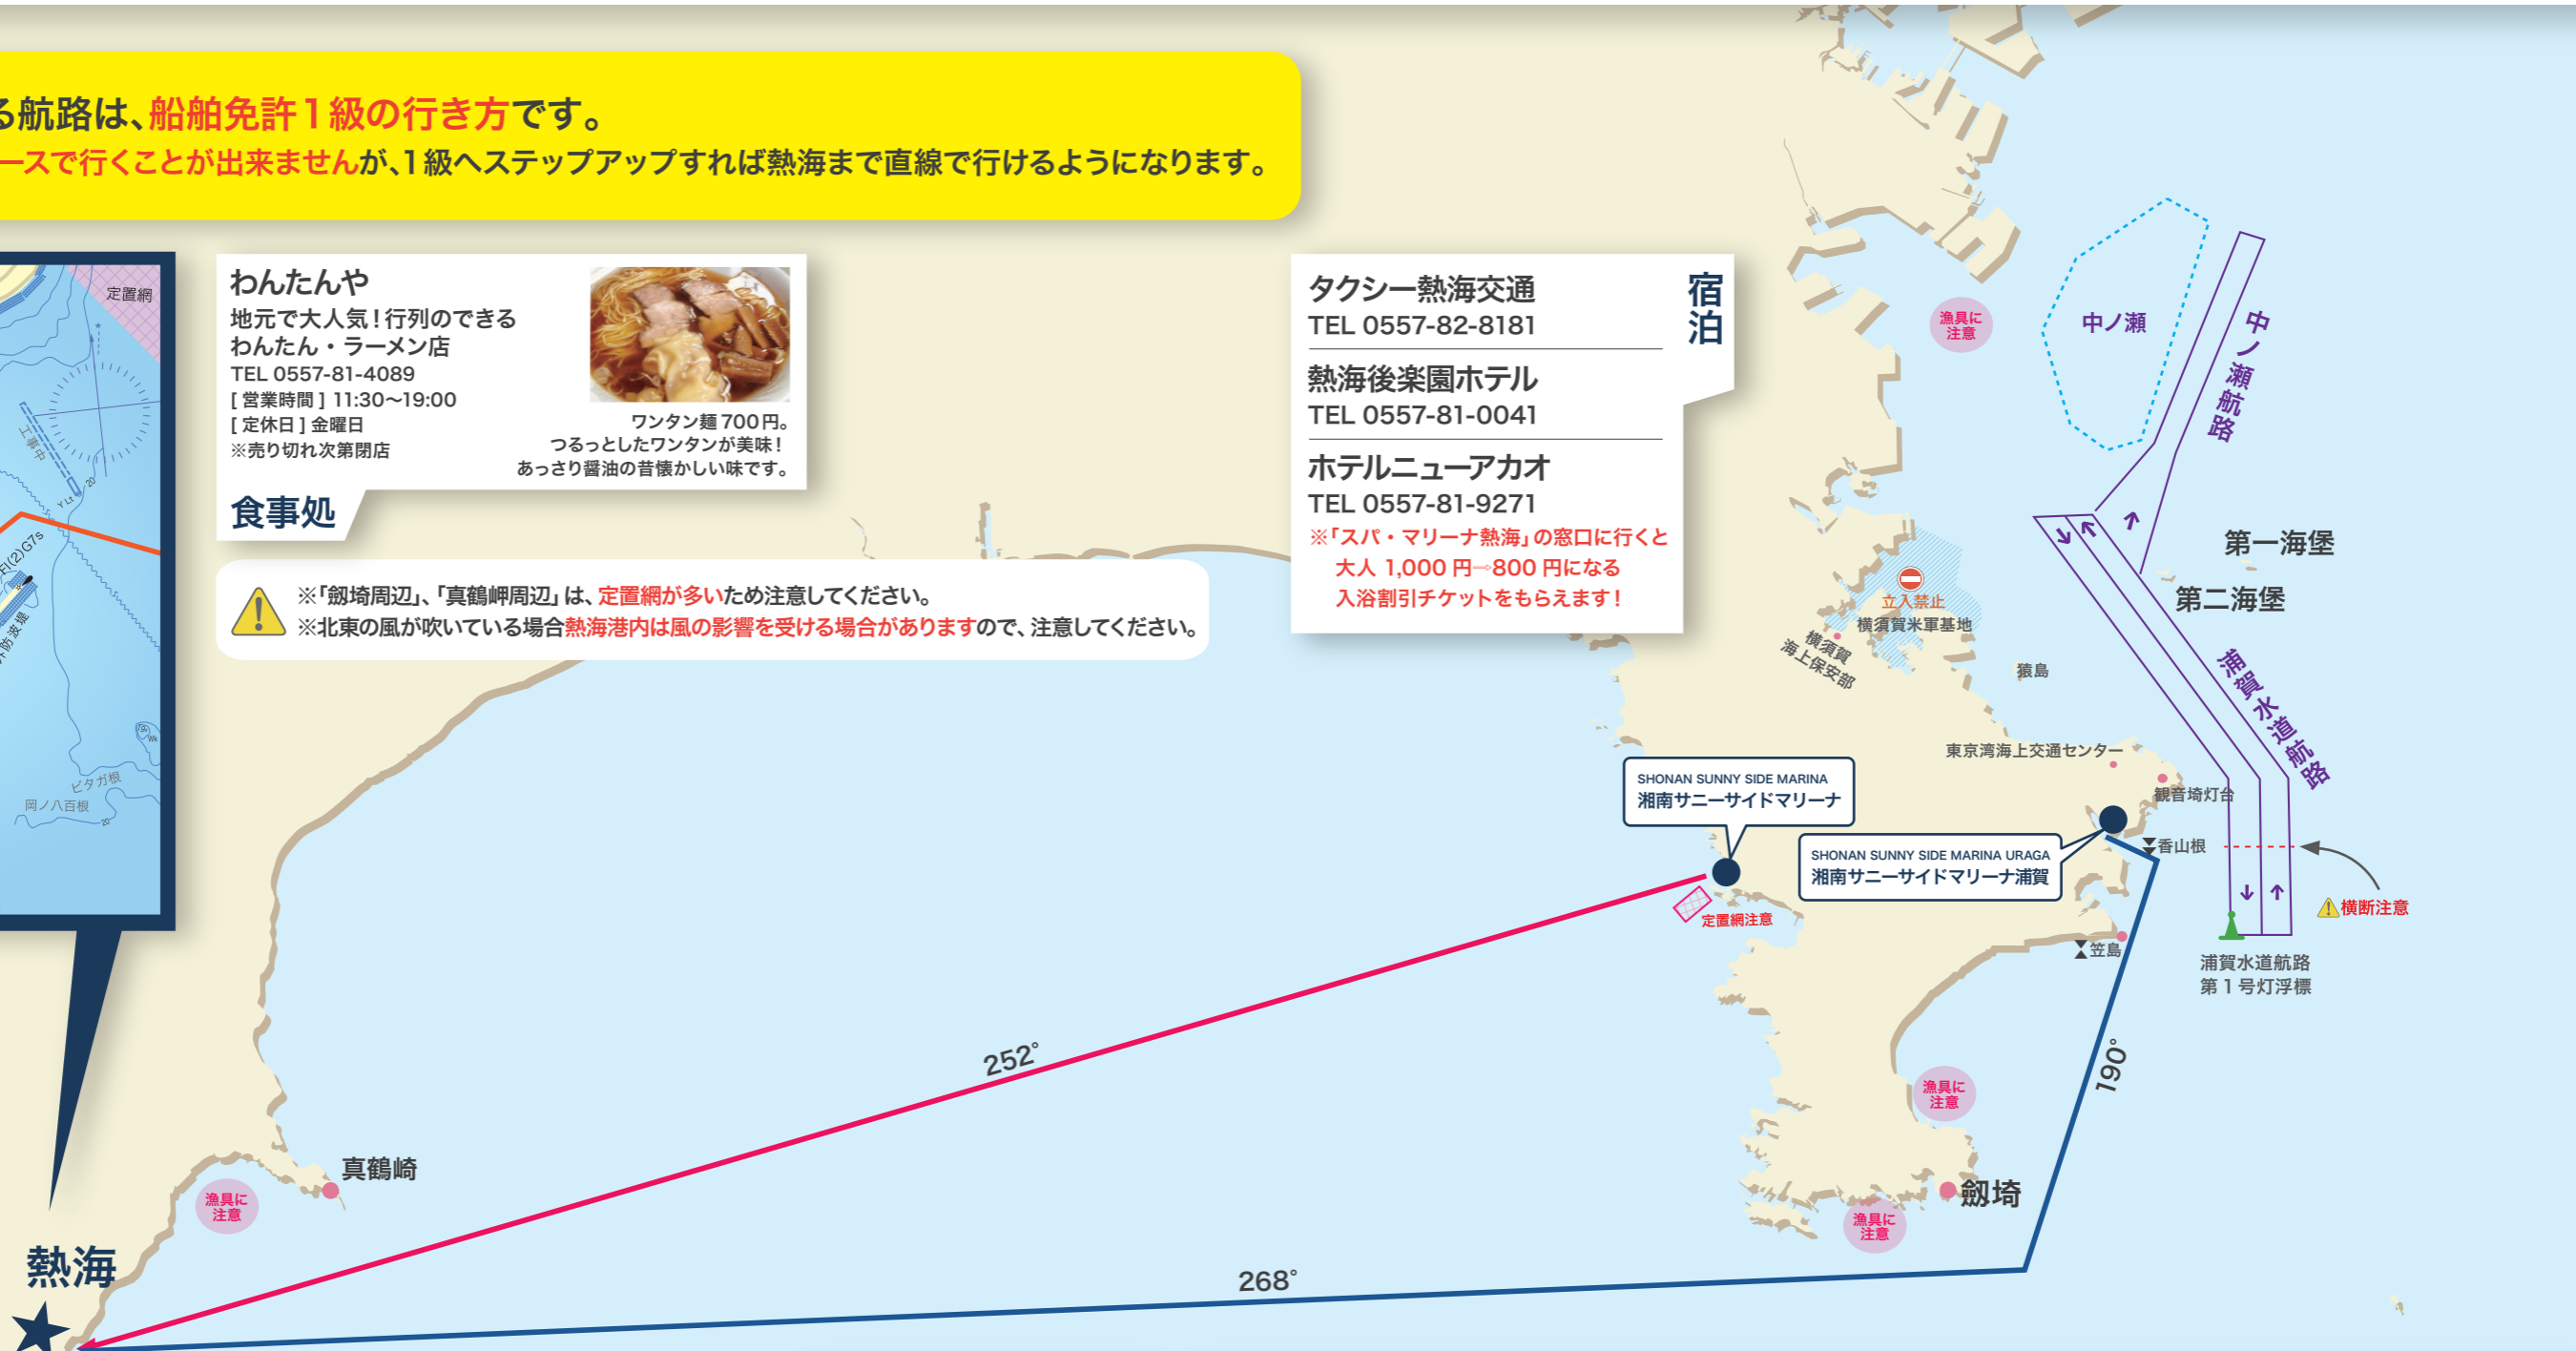 る航路は、船舶免許1級の行き方です。
ースで行くことが出来ませんが、1級へステップアップすれば熱海まで直線で行けるようになります。
定置網
工事中
Y Lt
20
Fl(2)G7s
外防波堤
Wk
ビタガ根
岡ノ八百根
20
わんたんや
地元で大人気!行列のできる
わんたん・ラーメン店
TEL 0557-81-4089
[ 営業時間 ] 11:30〜19:00
[ 定休日 ] 金曜日
※売り切れ次第閉店
ワンタン麺 700 円。
つるっとしたワンタンが美味!
あっさり醤油の昔懐かしい味です。
食事処
※「剱埼周辺」、「真鶴岬周辺」は、定置網が多いため注意してください。
※北東の風が吹いている場合熱海港内は風の影響を受ける場合がありますので、注意してください。
宿泊
タクシー熱海交通
TEL 0557-82-8181
熱海後楽園ホテル
TEL 0557-81-0041
ホテルニューアカオ
TEL 0557-81-9271
※「スパ・マリーナ熱海」の窓口に行くと
大人 1,000 円→800 円になる
入浴割引チケットをもらえます!
漁具に
注意
中ノ瀬
中ノ瀬航路
第一海堡
第二海堡
立入禁止
横須賀米軍基地
横須賀
海上保安部
猿島
浦賀水道航路
東京湾海上交通センター
観音埼灯台
SHONAN SUNNY SIDE MARINA
湘南サニーサイドマリーナ
SHONAN SUNNY SIDE MARINA URAGA
湘南サニーサイドマリーナ浦賀
香山根
横断注意
定置網注意
笠島
浦賀水道航路
第 1 号灯浮標
252°
190°
漁具に
注意
真鶴崎
漁具に
注意
剱埼
漁具に
注意
熱海
268°